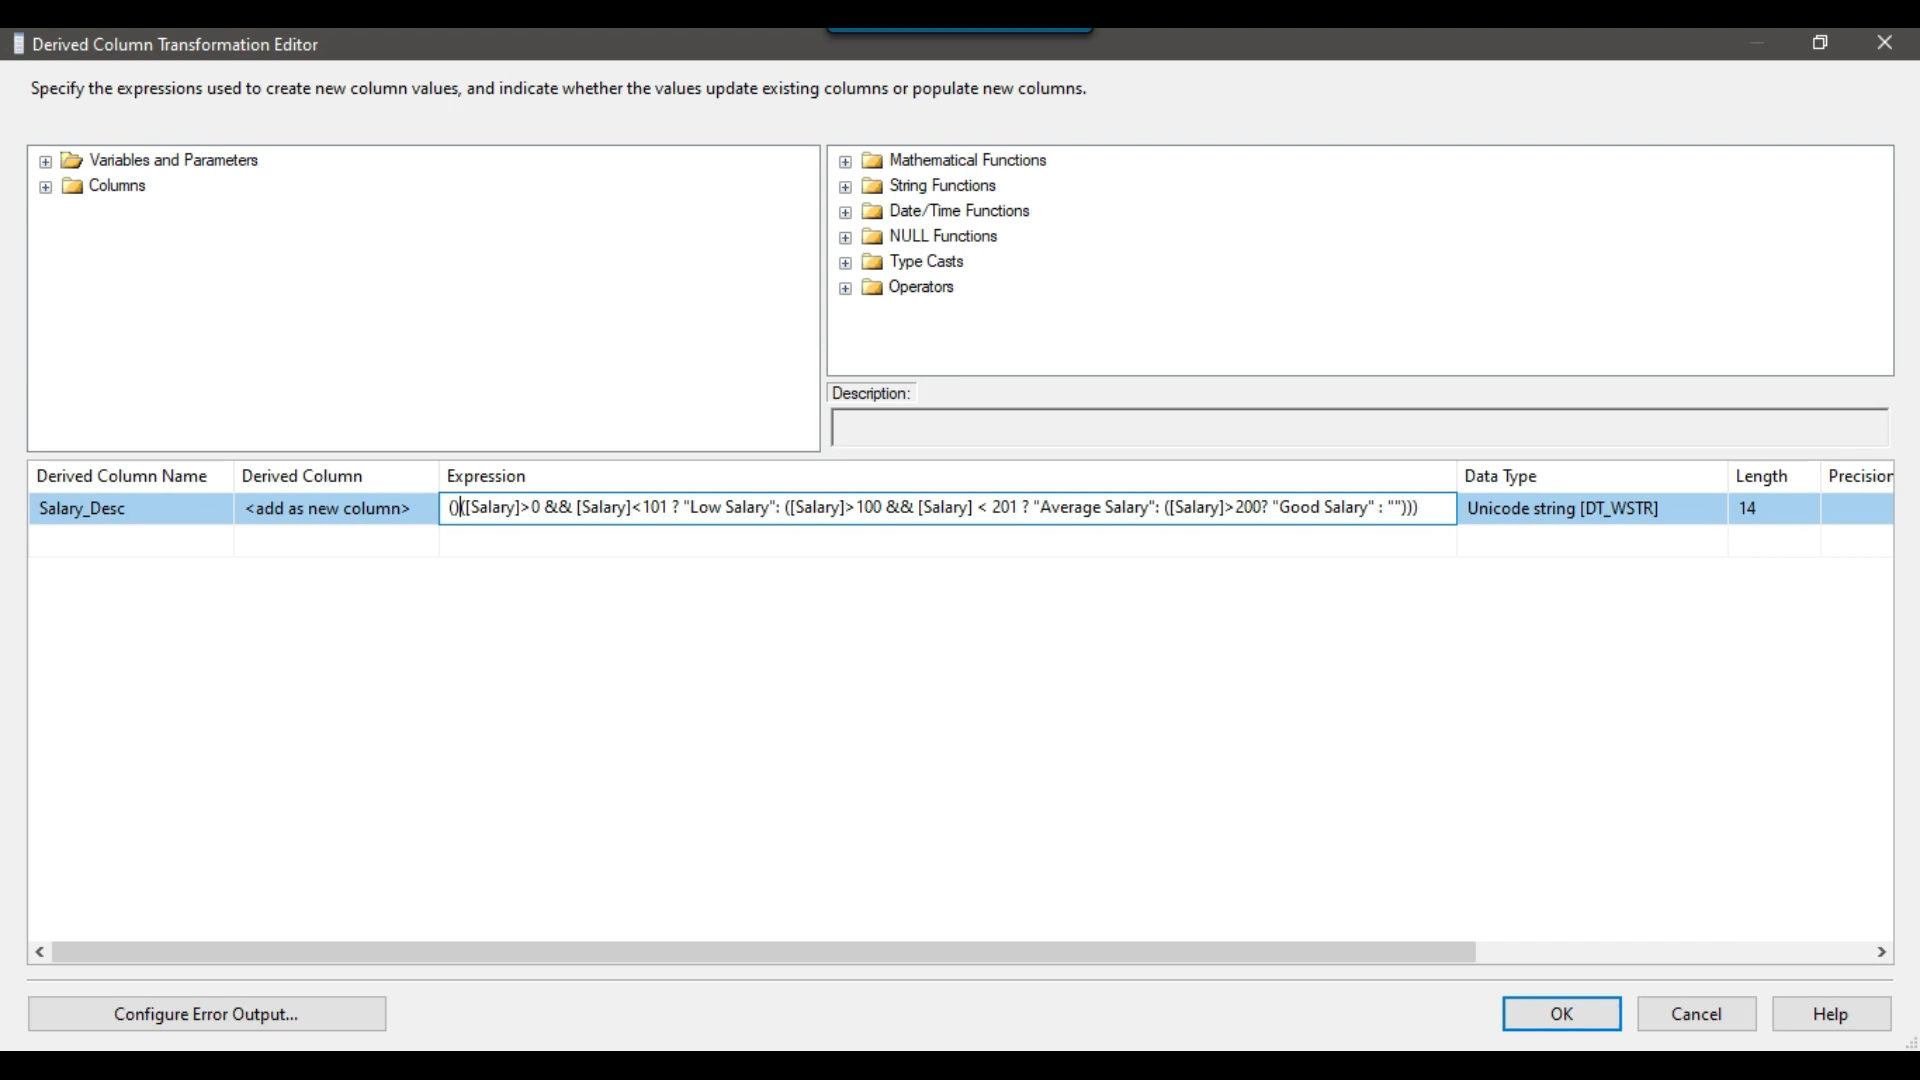 Derived Column Transformation Editor
Specify the expressions used to create new column values, and indicate whether the values update existing columns or populate new columns.
Variables and Parameters
Columns
Mathematical Functions
String Functions
Date/Time Functions
NULL Functions
Type Casts
Operators
Description:
Derived Column Name Derived Column Expression Data Type Length Precision
Salary_Desc <add as new column> ()([Salary]>0 && [Salary]<101 ? "Low Salary": ([Salary]>100 && [Salary] < 201 ? "Average Salary": ([Salary]>200? "Good Salary" : ""))) Unicode string [DT_WSTR] 14
Configure Error Output... OK Cancel Help